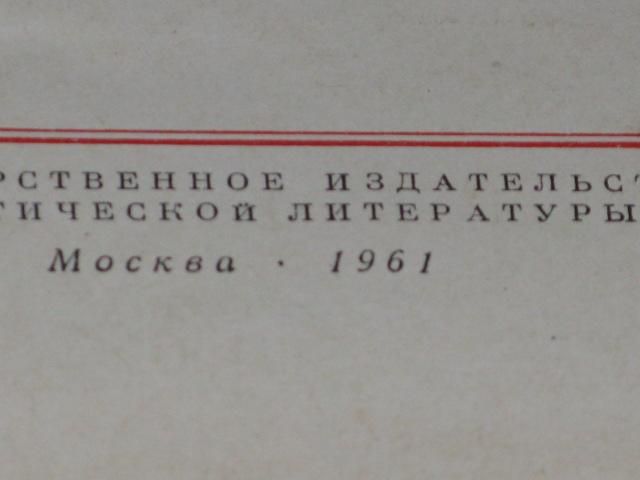 РСТВЕННОЕ ИЗДАТЕЛЬСТ
ТИЧЕСКОЙ ЛИТЕРАТУРЫ
Москва · 1961